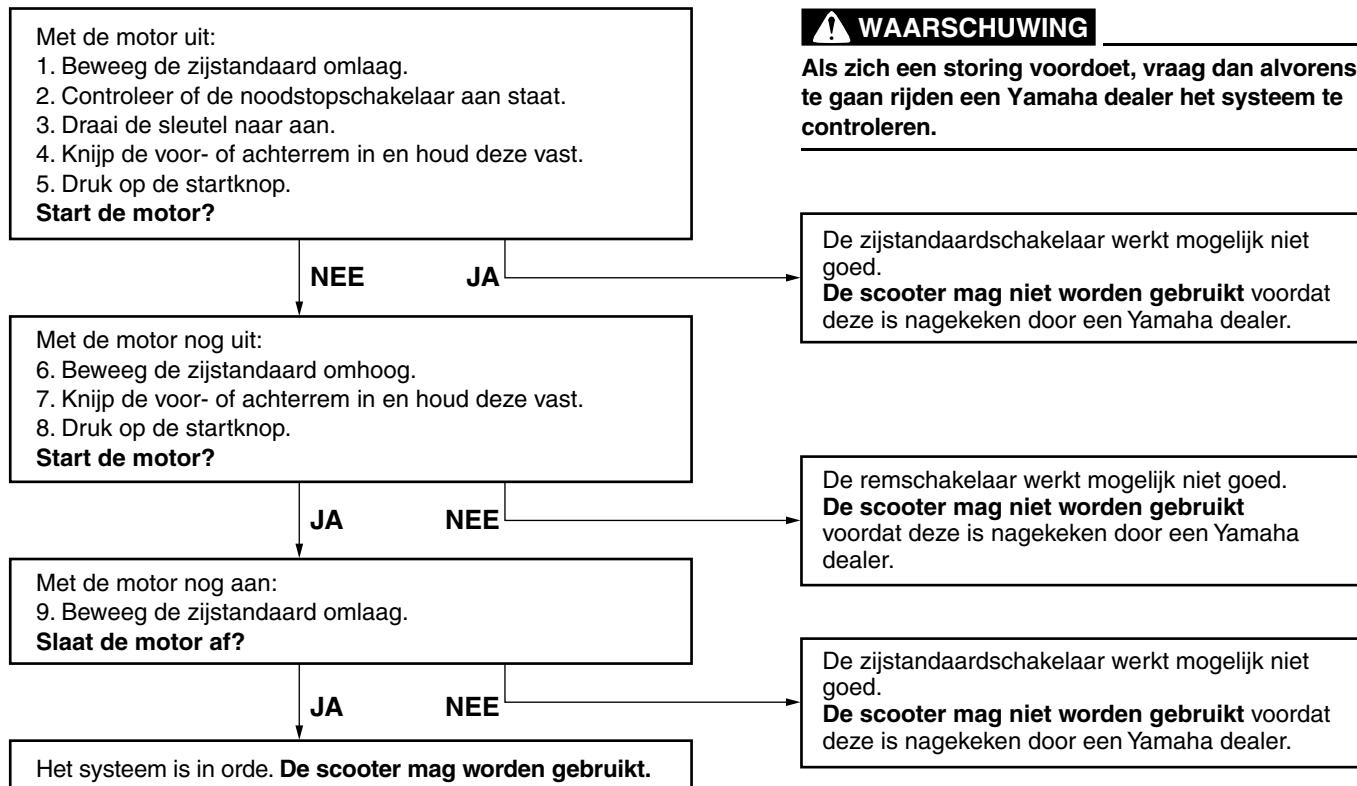 Met de motor uit:
1. Beweeg de zijstandaard omlaag.
2. Controleer of de noodstopschakelaar aan staat.
3. Draai de sleutel naar aan.
4. Knijp de voor- of achterrem in en houd deze vast.
5. Druk op de startknop.
Start de motor?
WAARSCHUWING
Als zich een storing voordoet, vraag dan alvorens
te gaan rijden een Yamaha dealer het systeem te
controleren.
NEE
JA
De zijstandaardschakelaar werkt mogelijk niet
goed.
De scooter mag niet worden gebruikt voordat
deze is nagekeken door een Yamaha dealer.
Met de motor nog uit:
6. Beweeg de zijstandaard omhoog.
7. Knijp de voor- of achterrem in en houd deze vast.
8. Druk op de startknop.
Start de motor?
JA
NEE
De remschakelaar werkt mogelijk niet goed.
De scooter mag niet worden gebruikt
voordat deze is nagekeken door een Yamaha
dealer.
Met de motor nog aan:
9. Beweeg de zijstandaard omlaag.
Slaat de motor af?
JA
NEE
De zijstandaardschakelaar werkt mogelijk niet
goed.
De scooter mag niet worden gebruikt voordat
deze is nagekeken door een Yamaha dealer.
Het systeem is in orde. De scooter mag worden gebruikt.